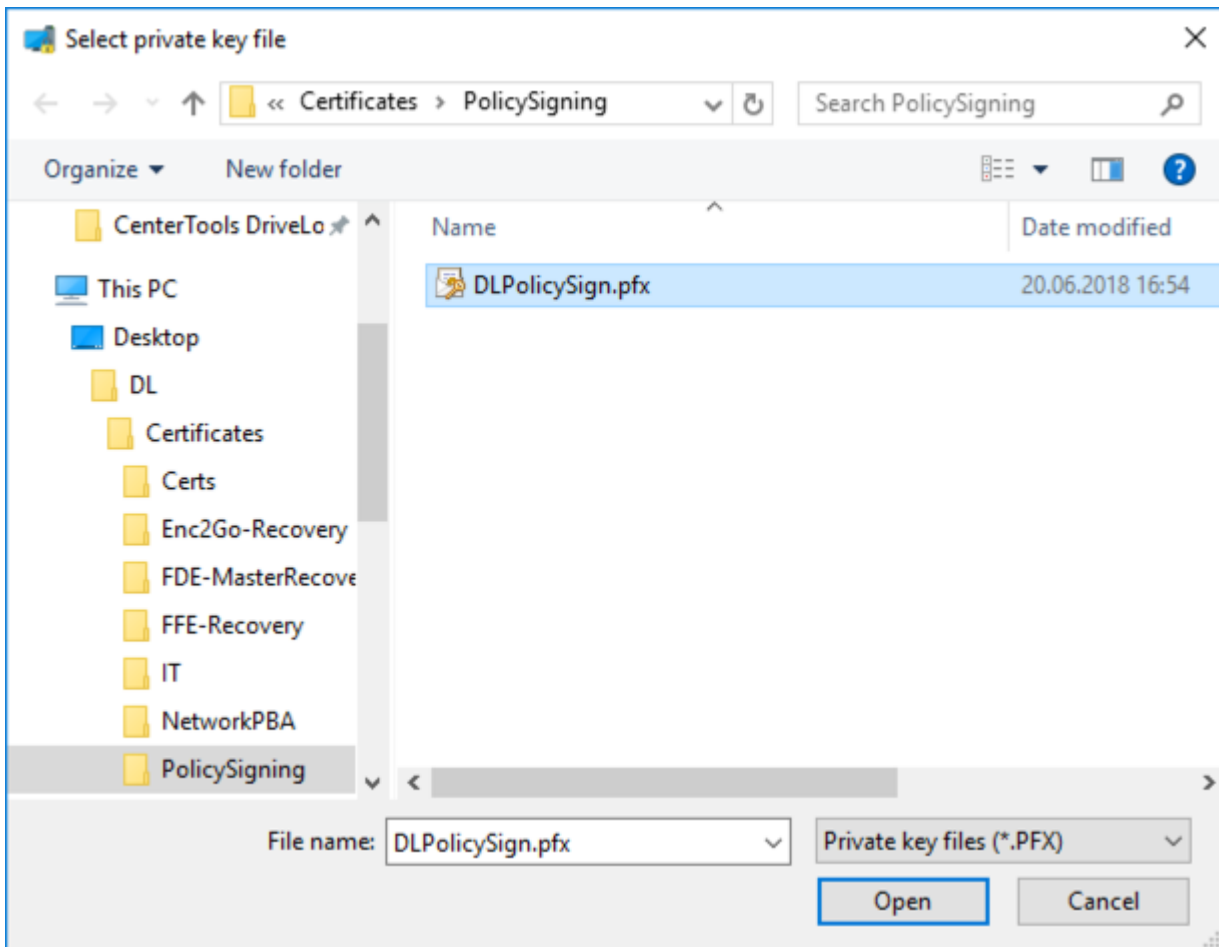 Select private key file
« Certificates > PolicySigning
Search PolicySigning
Organize
New folder
CenterTools DriveLo
This PC
Desktop
DL
Certificates
Certs
Enc2Go-Recovery
FDE-MasterRecove
FFE-Recovery
IT
NetworkPBA
PolicySigning
Name
Date modified
DLPolicySign.pfx
20.06.2018 16:54
File name:
DLPolicySign.pfx
Private key files (*.PFX)
Open
Cancel